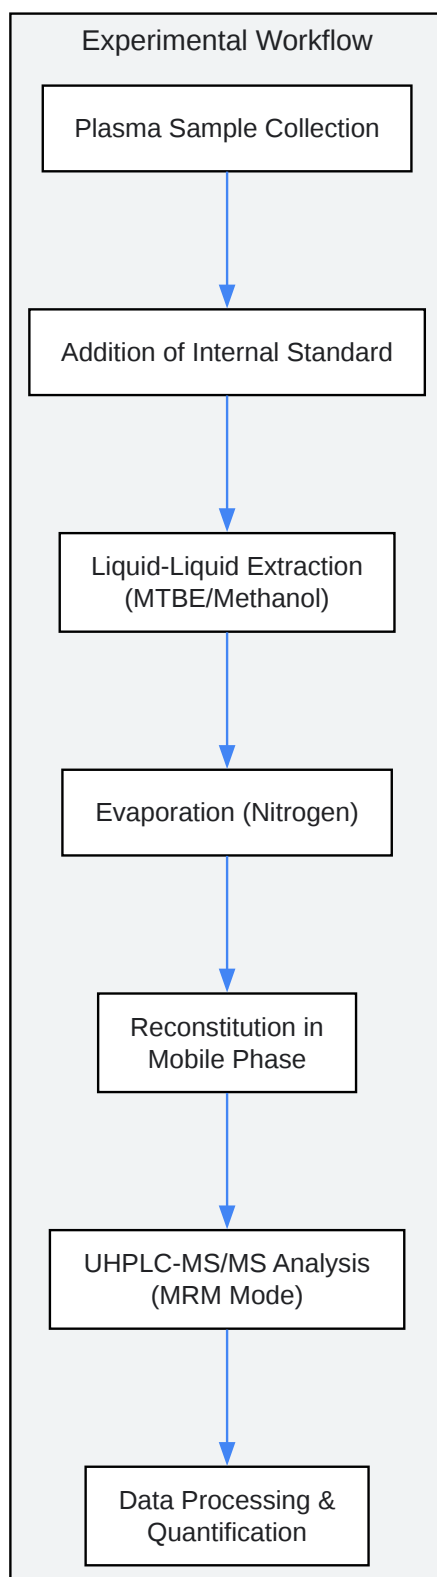 Experimental Workflow
Plasma Sample Collection
Addition of Internal Standard
Liquid-Liquid Extraction
(MTBE/Methanol)
Evaporation (Nitrogen)
Reconstitution in
Mobile Phase
UHPLC-MS/MS Analysis
(MRM Mode)
Data Processing &
Quantification